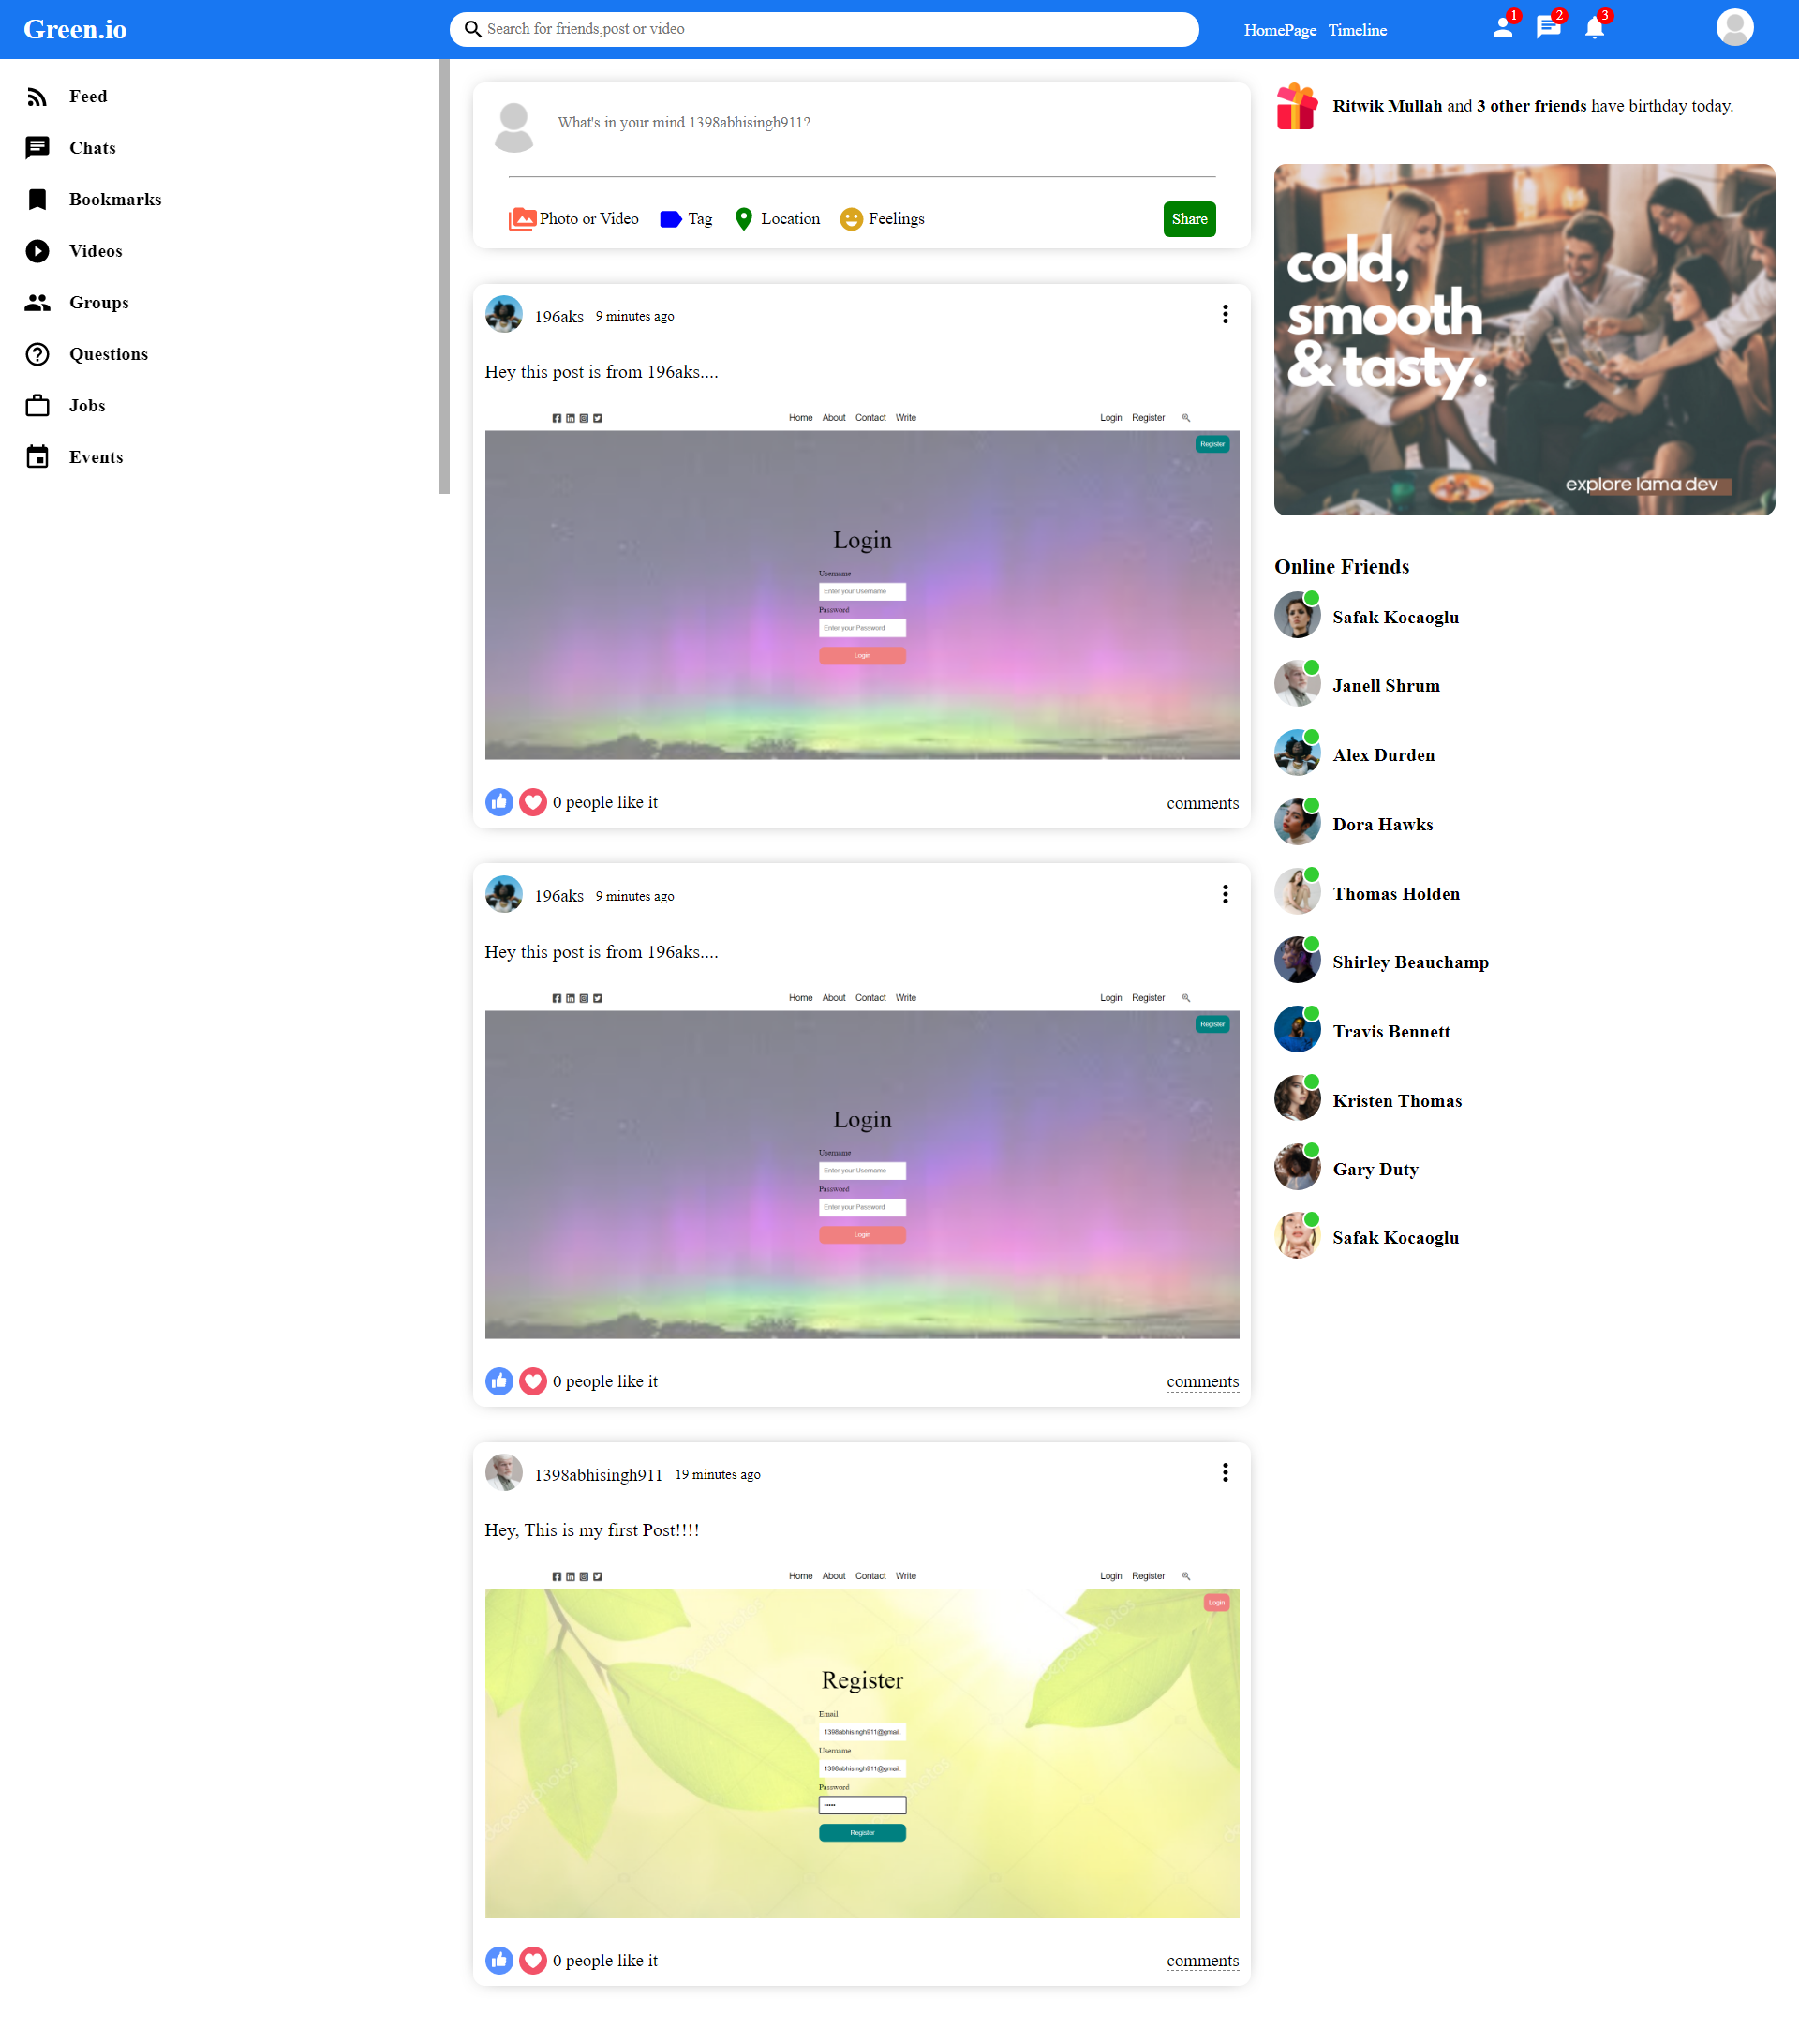 Green.io
Search for friends,post or video
HomePage Timeline
1 2 3
Feed
Chats
Bookmarks
Videos
Groups
Questions
Jobs
Events
What's in your mind 1398abhisingh911?
Photo or Video Tag Location Feelings Share
196aks 9 minutes ago
Hey this post is from 196aks....
Home About Contact Write Login Register
Register
Login
Username
Enter your Username
Password
Enter your Password
Login
0 people like it comments
196aks 9 minutes ago
Hey this post is from 196aks....
Home About Contact Write Login Register
Register
Login
Username
Enter your Username
Password
Enter your Password
Login
0 people like it comments
1398abhisingh911 19 minutes ago
Hey, This is my first Post!!!!
Home About Contact Write Login Register
Login
depositphotos
depositphotos
Register
Email
1398abhisingh911@gmail.
Username
1398abhisingh911@gmail.
Password
•••••
Register
depositphotos
depositphotos
0 people like it comments
Ritwik Mullah and 3 other friends have birthday today.
cold,
smooth
& tasty.
explore lama dev
Online Friends
Safak Kocaoglu
Janell Shrum
Alex Durden
Dora Hawks
Thomas Holden
Shirley Beauchamp
Travis Bennett
Kristen Thomas
Gary Duty
Safak Kocaoglu